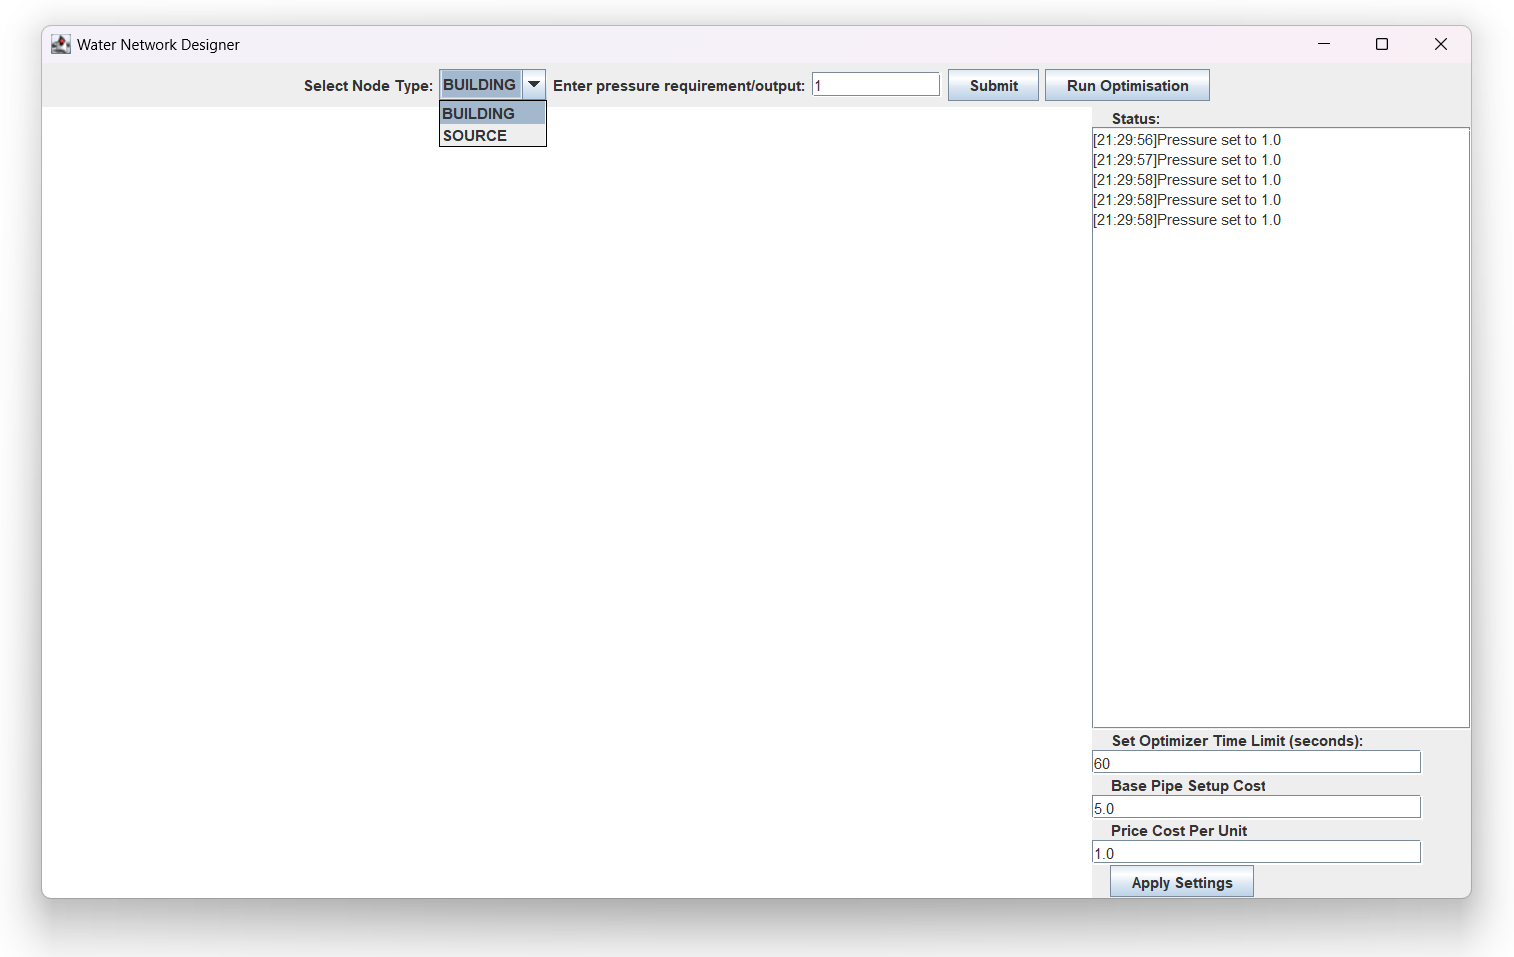 Water Network Designer
Select Node Type: BUILDING Enter pressure requirement/output: 1 Submit Run Optimisation
BUILDING
SOURCE
Status:
[21:29:56]Pressure set to 1.0
[21:29:57]Pressure set to 1.0
[21:29:58]Pressure set to 1.0
[21:29:58]Pressure set to 1.0
[21:29:58]Pressure set to 1.0
Set Optimizer Time Limit (seconds):
60
Base Pipe Setup Cost
5.0
Price Cost Per Unit
1.0
Apply Settings